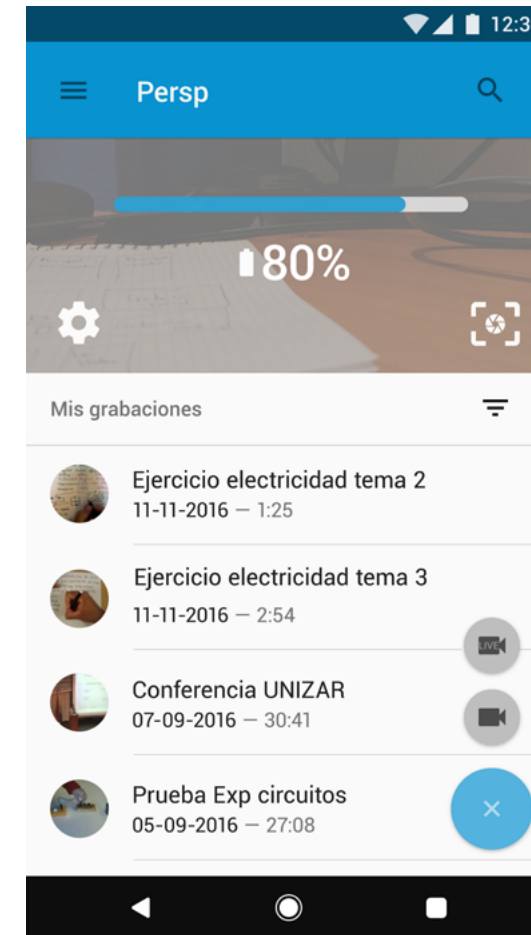 12:3
Persp
80%
Mis grabaciones
Ejercicio electricidad tema 2
11-11-2016 — 1:25
Ejercicio electricidad tema 3
11-11-2016 — 2:54
LIVE
Conferencia UNIZAR
07-09-2016 — 30:41
Prueba Exp circuitos
05-09-2016 — 27:08